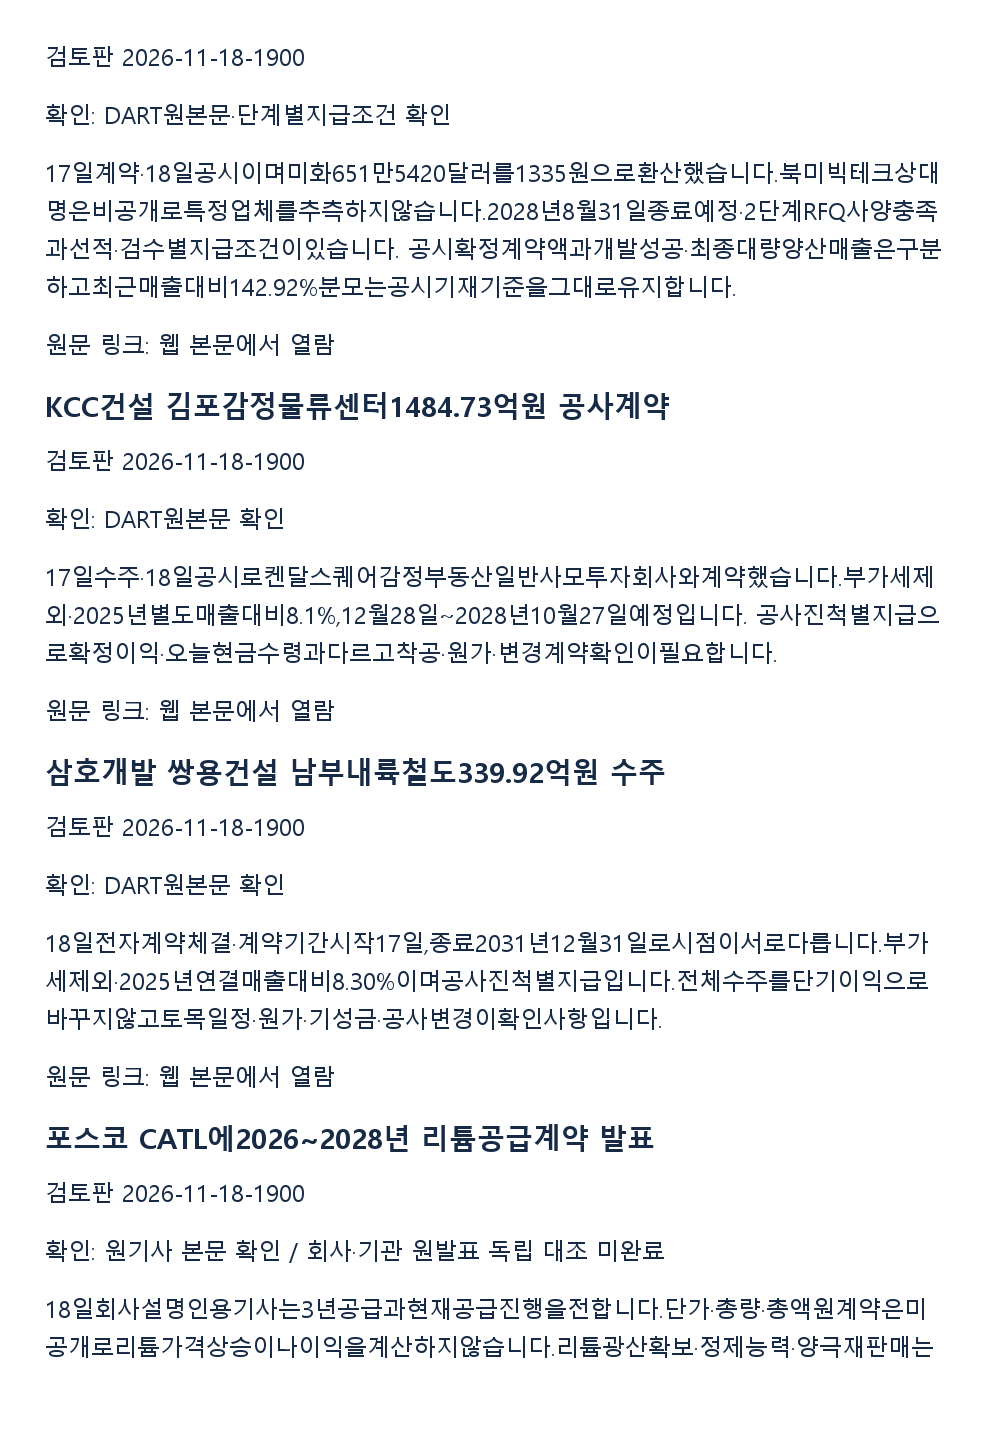 검토판 2026-11-18-1900
확인: DART원본문·단계별지급조건 확인
17일계약·18일공시이며미화651만5420달러를1335원으로환산했습니다.북미빅테크상대
명은비공개로특정업체를추측하지않습니다.2028년8월31일종료예정·2단계RFQ사양충족
과선적·검수별지급조건이있습니다. 공시확정계약액과개발성공·최종대량양산매출은구분
하고최근매출대비142.92%분모는공시기재기준을그대로유지합니다.
원문 링크: 웹 본문에서 열람
KCC건설 김포감정물류센터1484.73억원 공사계약
검토판 2026-11-18-1900
확인: DART원본문 확인
17일수주·18일공시로켄달스퀘어감정부동산일반사모투자회사와계약했습니다.부가세제
외·2025년별도매출대비8.1%,12월28일~2028년10월27일예정입니다. 공사진척별지급으
로확정이익·오늘현금수령과다르고착공·원가·변경계약확인이필요합니다.
원문 링크: 웹 본문에서 열람
삼호개발 쌍용건설 남부내륙철도339.92억원 수주
검토판 2026-11-18-1900
확인: DART원본문 확인
18일전자계약체결·계약기간시작17일,종료2031년12월31일로시점이서로다릅니다.부가
세제외·2025년연결매출대비8.30%이며공사진척별지급입니다.전체수주를단기이익으로
바꾸지않고토목일정·원가·기성금·공사변경이확인사항입니다.
원문 링크: 웹 본문에서 열람
포스코 CATL에2026~2028년 리튬공급계약 발표
검토판 2026-11-18-1900
확인: 원기사 본문 확인 / 회사·기관 원발표 독립 대조 미완료
18일회사설명인용기사는3년공급과현재공급진행을전합니다.단가·총량·총액원계약은미
공개로리튬가격상승이나이익을계산하지않습니다.리튬광산확보·정제능력·양극재판매는